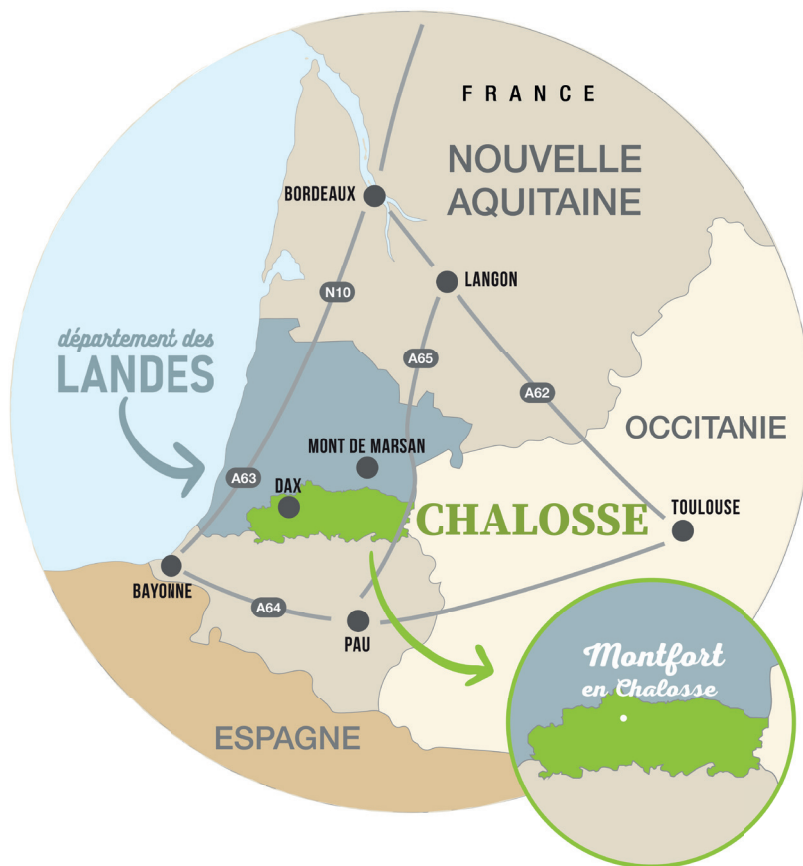 FRANCE
NOUVELLE
AQUITAINE
BORDEAUX
LANGON
N10
département des
LANDES
A65
A62
OCCITANIE
MONT DE MARSAN
A63
DAX
CHALOSSE
TOULOUSE
BAYONNE
A64
PAU
Montfort
en Chalosse
ESPAGNE